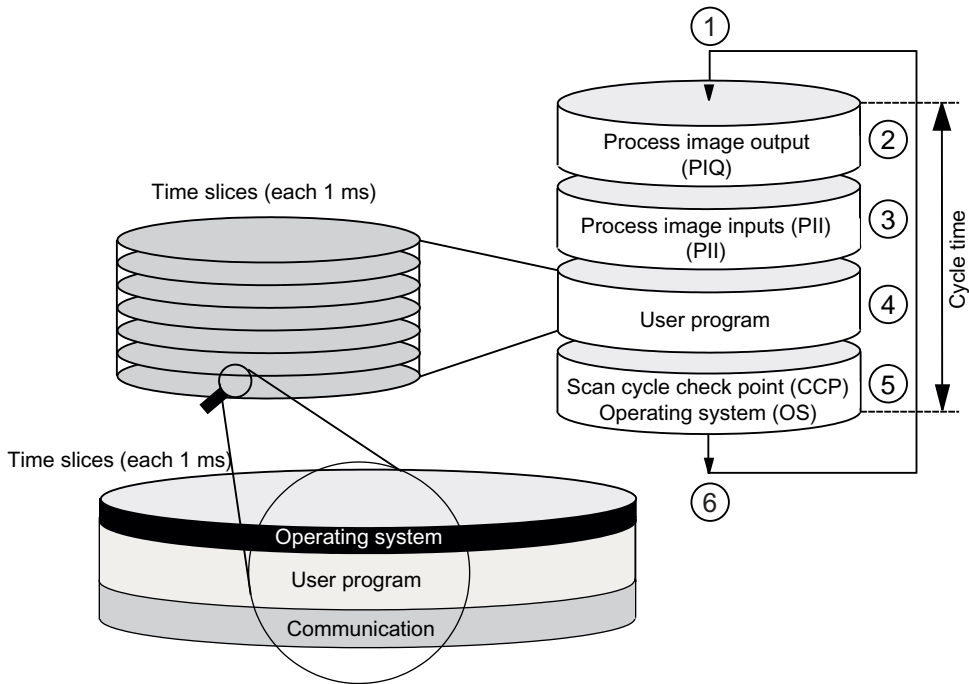 1
Process image output
(PIQ)
2
Time slices (each 1 ms)
Process image inputs (PII)
(PII)
3
Cycle time
User program
4
Scan cycle check point (CCP)
Operating system (OS)
5
Time slices (each 1 ms)
6
Operating system
User program
Communication